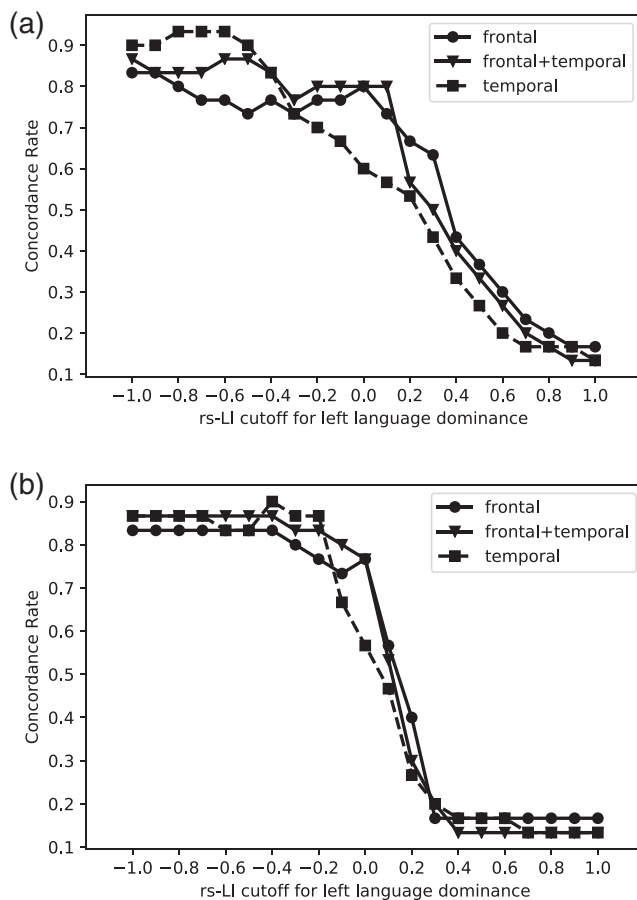 (a)
0.9
0.8
0.7
0.6
0.5
0.4
0.3
0.2
0.1
Concordance Rate
frontal
frontal+temporal
temporal
−1.0 −0.8 −0.6 −0.4 −0.2 0.0 0.2 0.4 0.6 0.8 1.0
rs-LI cutoff for left language dominance
(b)
0.9
0.8
0.7
0.6
0.5
0.4
0.3
0.2
0.1
Concordance Rate
frontal
frontal+temporal
temporal
−1.0 −0.8 −0.6 −0.4 −0.2 0.0 0.2 0.4 0.6 0.8 1.0
rs-LI cutoff for left language dominance